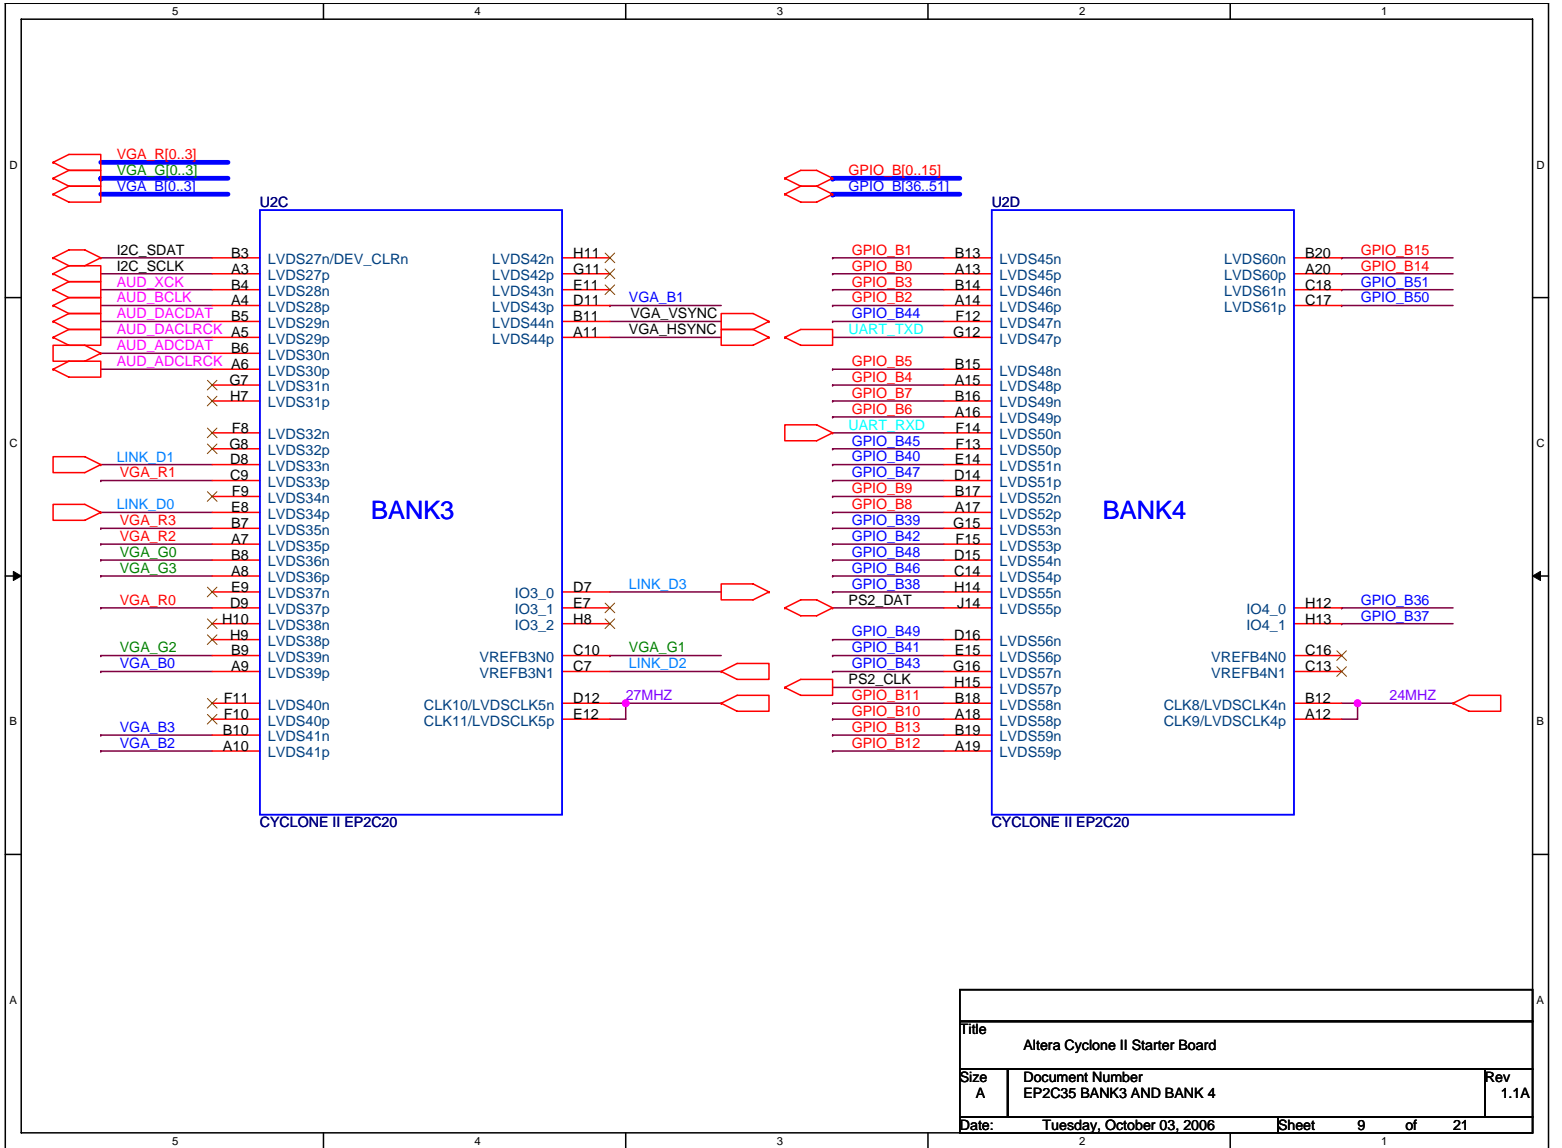 5 4 3 2 1
D D
C C
B B
A A
VGA_R[0..3]
VGA_G[0..3]
VGA_B[0..3]
GPIO_B[0..15]
GPIO_B[36..51]
U2C
I2C_SDAT B3 LVDS27n/DEV_CLRn
I2C_SCLK A3 LVDS27p
AUD_XCK B4 LVDS28n
AUD_BCLK A4 LVDS28p
AUD_DACDAT B5 LVDS29n
AUD_DACLRCK A5 LVDS29p
AUD_ADCDAT B6 LVDS30n
AUD_ADCLRCK A6 LVDS30p
G7 LVDS31n
H7 LVDS31p
F8 LVDS32n
G8 LVDS32p
LINK_D1 D8 LVDS33n
VGA_R1 C9 LVDS33p
F9 LVDS34n
LINK_D0 E8 LVDS34p
VGA_R3 B7 LVDS35n
VGA_R2 A7 LVDS35p
VGA_G0 B8 LVDS36n
VGA_G3 A8 LVDS36p
E9 LVDS37n
VGA_R0 D9 LVDS37p
H10 LVDS38n
H9 LVDS38p
VGA_G2 B9 LVDS39n
VGA_B0 A9 LVDS39p
F11 LVDS40n
F10 LVDS40p
VGA_B3 B10 LVDS41n
VGA_B2 A10 LVDS41p
BANK3
LVDS42n H11
LVDS42p G11
LVDS43n E11
LVDS43p D11 VGA_B1
LVDS44n B11 VGA_VSYNC
LVDS44p A11 VGA_HSYNC
IO3_0 D7 LINK_D3
IO3_1 E7
IO3_2 H8
VREFB3N0 C10 VGA_G1
VREFB3N1 C7 LINK_D2
CLK10/LVDSCLK5n D12 27MHZ
CLK11/LVDSCLK5p E12
CYCLONE II EP2C20
U2D
GPIO_B1 B13 LVDS45n
GPIO_B0 A13 LVDS45p
GPIO_B3 B14 LVDS46n
GPIO_B2 A14 LVDS46p
GPIO_B44 F12 LVDS47n
UART_TXD G12 LVDS47p
GPIO_B5 B15 LVDS48n
GPIO_B4 A15 LVDS48p
GPIO_B7 B16 LVDS49n
GPIO_B6 A16 LVDS49p
UART_RXD F14 LVDS50n
GPIO_B45 F13 LVDS50p
GPIO_B40 E14 LVDS51n
GPIO_B47 D14 LVDS51p
GPIO_B9 B17 LVDS52n
GPIO_B8 A17 LVDS52p
GPIO_B39 G15 LVDS53n
GPIO_B42 F15 LVDS53p
GPIO_B48 D15 LVDS54n
GPIO_B46 C14 LVDS54p
GPIO_B38 H14 LVDS55n
PS2_DAT J14 LVDS55p
GPIO_B49 D16 LVDS56n
GPIO_B41 E15 LVDS56p
GPIO_B43 G16 LVDS57n
PS2_CLK H15 LVDS57p
GPIO_B11 B18 LVDS58n
GPIO_B10 A18 LVDS58p
GPIO_B13 B19 LVDS59n
GPIO_B12 A19 LVDS59p
BANK4
LVDS60n B20 GPIO_B15
LVDS60p A20 GPIO_B14
LVDS61n C18 GPIO_B51
LVDS61p C17 GPIO_B50
IO4_0 H12 GPIO_B36
IO4_1 H13 GPIO_B37
VREFB4N0 C16
VREFB4N1 C13
CLK8/LVDSCLK4n B12 24MHZ
CLK9/LVDSCLK4p A12
CYCLONE II EP2C20
Title
Altera Cyclone II Starter Board
Size Document Number Rev
A EP2C35 BANK3 AND BANK 4 1.1A
Date: Tuesday, October 03, 2006 Sheet 9 of 21
5 4 3 2 1